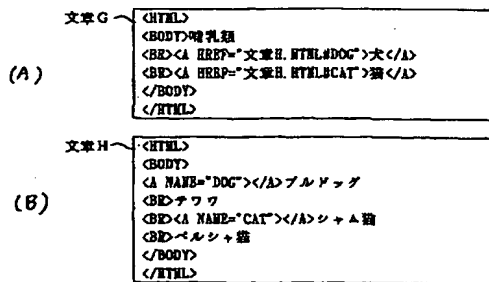 文章G
(A)
<HTML>
<BODY>哺乳類
<BR><A HREF="文章H.HTML#DOG">犬</A>
<BR><A HREF="文章H.HTML#CAT">猫</A>
</BODY>
</HTML>
文章H
(B)
<HTML>
<BODY>
<A NAME="DOG"></A>ブルドッグ
<BR>チワワ
<BR><A NAME="CAT"></A>シャム猫
<BR>ペルシャ猫
</BODY>
</HTML>